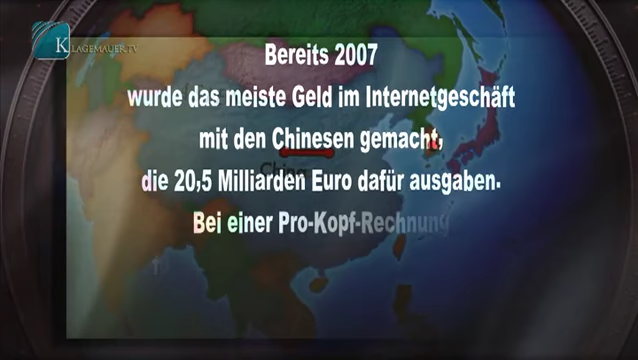 KLAGEMAUER.TV
Bereits 2007
wurde das meiste Geld im Internetgeschäft
mit den Chinesen gemacht,
China
die 20,5 Milliarden Euro dafür ausgaben.
Bei einer Pro-Kopf-Rechnung